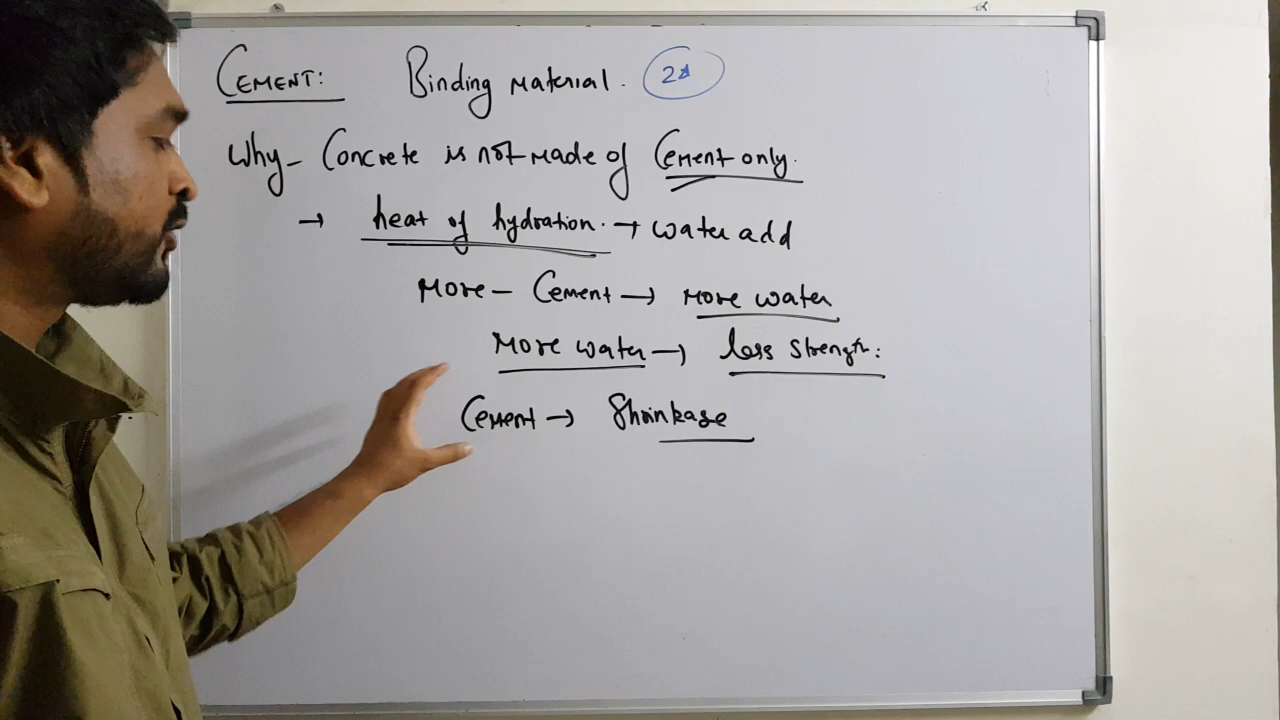 CEMENT: Binding material.
Why - Concrete is not made of Cement only.
→ heat of hydration. → water add
More - Cement → More water
More water → less strength:
Cement → Shrinkage